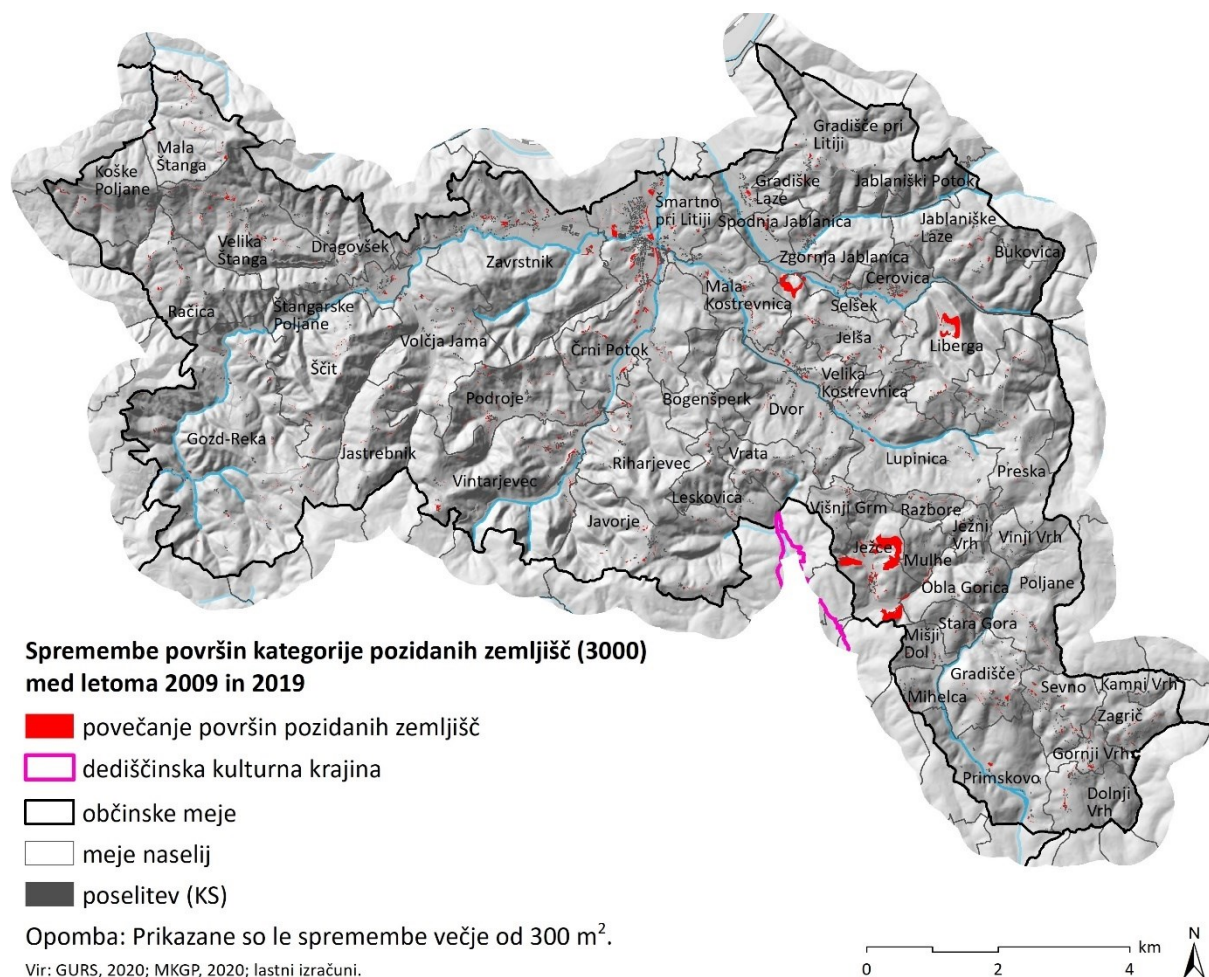 Gradišče pri
Litiji
Mala
Štanga
Koške
Poljane
Gradiške
Laze
Jablaniški Potok
Šmartno
pri Litiji
Spodnja Jablanica
Jablaniške
Laze
Velika
Štanga
Dragovšek
Zavrstnik
Zgornja Jablanica
Bukovica
Cerovica
Mala
Kostrevnica
Selšek
Račica
Štangarske
Poljane
Volčja Jama
Črni Potok
Jelša
Liberga
Ščit
Velika
Kostrevnica
Podroje
Bogenšperk
Dvor
Gozd-Reka
Jastrebnik
Riharjevec
Vrata
Lupinica
Preska
Vintarjevec
Leskovica
Višnji Grm
Razbore
Javorje
Ježni
Vrh
Vinji Vrh
Ježce
Mulhe
Obla Gorica
Poljane
Stara Gora
Mišji
Dol
Gradišče
Mihelca
Sevno
Kamni Vrh
Zagrič
Gornji Vrh
Primskovo
Dolnji
Vrh
Spremembe površin kategorije pozidanih zemljišč (3000)
med letoma 2009 in 2019
povečanje površin pozidanih zemljišč
dediščinska kulturna krajina
občinske meje
meje naselij
poselitev (KS)
Opomba: Prikazane so le spremembe večje od 300 m².
Vir: GURS, 2020; MKGP, 2020; lastni izračuni.
km
0 2 4
N